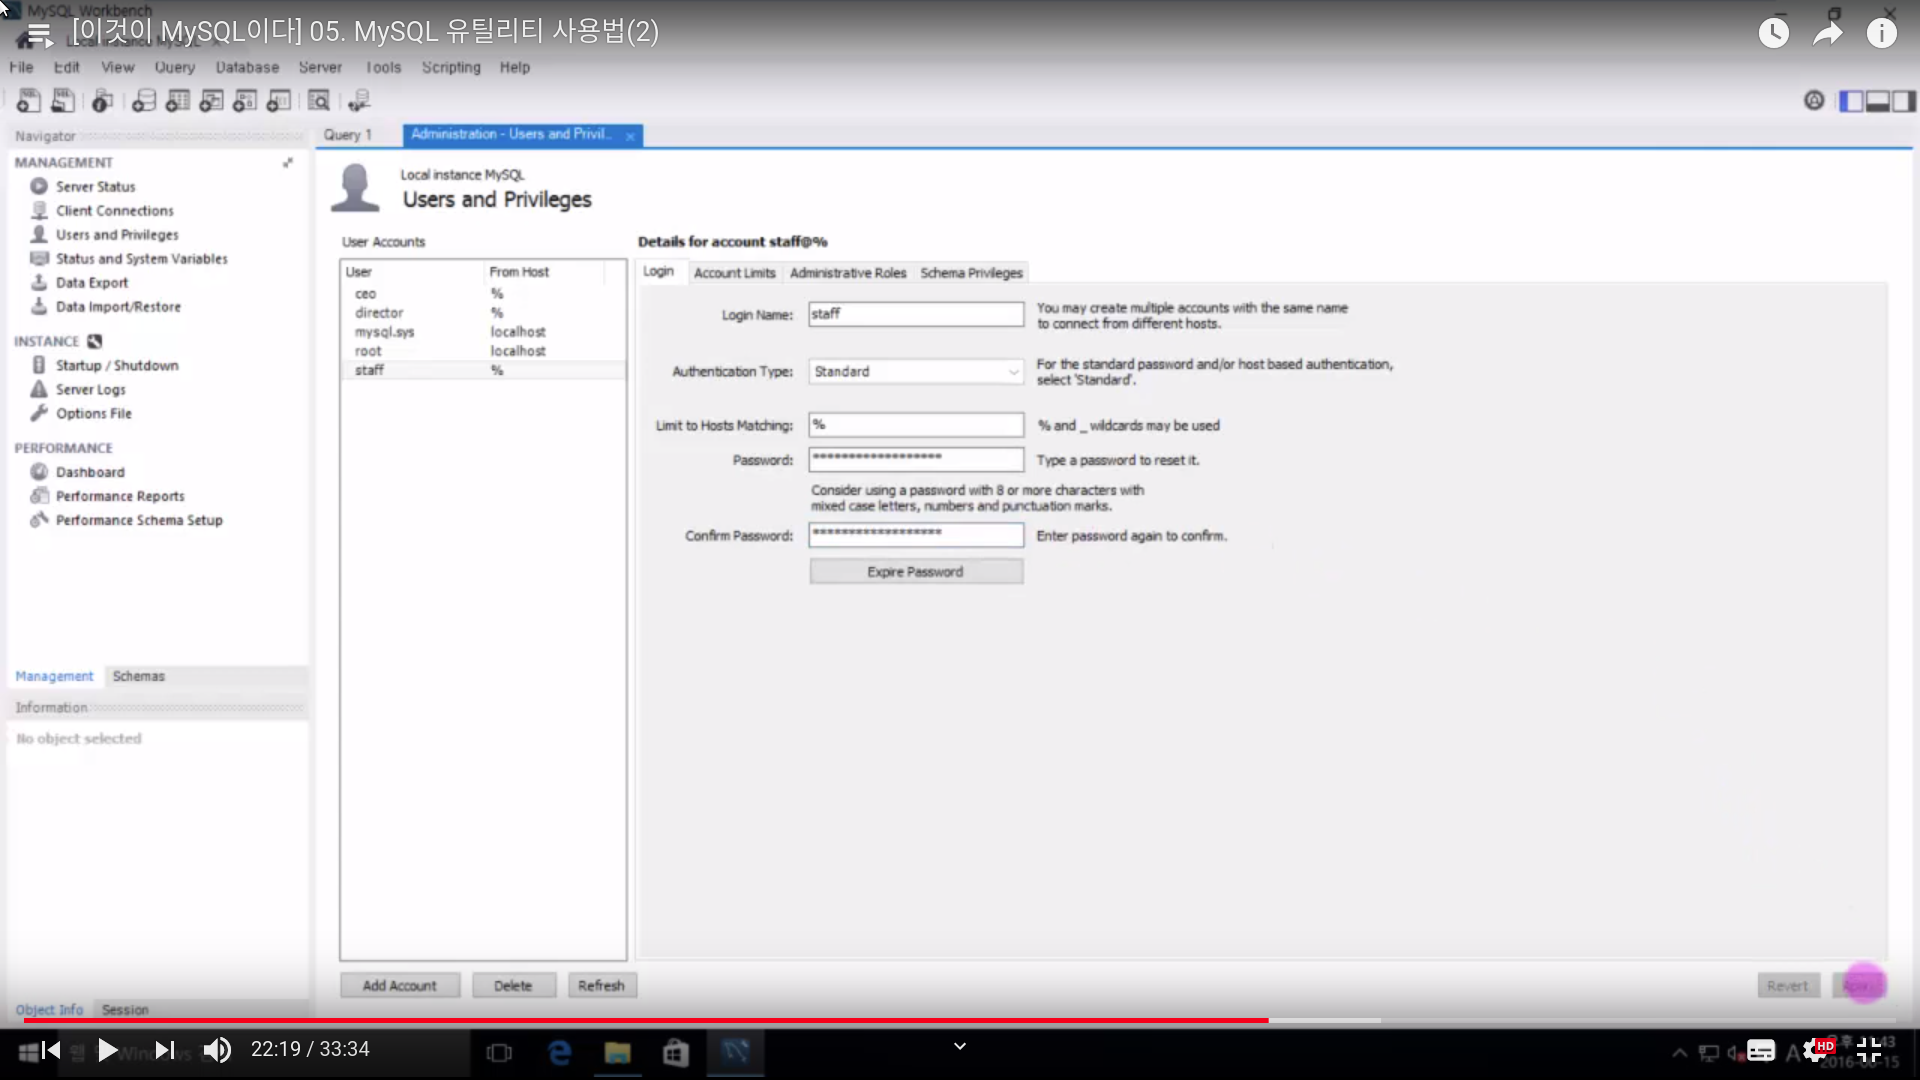 MySQL Workbench
[이것이 MySQL이다] 05. MySQL 유틸리티 사용법(2)
File Edit View Query Database Server Tools Scripting Help
Navigator
MANAGEMENT
Server Status
Client Connections
Users and Privileges
Status and System Variables
Data Export
Data Import/Restore
INSTANCE
Startup / Shutdown
Server Logs
Options File
PERFORMANCE
Dashboard
Performance Reports
Performance Schema Setup
Management Schemas
Information
No object selected
Object Info Session
Query 1 Administration - Users and Privil...
Local instance MySQL
Users and Privileges
User Accounts
User From Host
ceo %
director %
mysql.sys localhost
root localhost
staff %
Add Account Delete Refresh
Details for account staff@%
Login Account Limits Administrative Roles Schema Privileges
Login Name: staff You may create multiple accounts with the same name
to connect from different hosts.
Authentication Type: Standard For the standard password and/or host based authentication,
select 'Standard'.
Limit to Hosts Matching: % % and _ wildcards may be used
Password: ****************** Type a password to reset it.
Consider using a password with 8 or more characters with
mixed case letters, numbers and punctuation marks.
Confirm Password: ****************** Enter password again to confirm.
Expire Password
Revert
22:19 / 33:34
HD